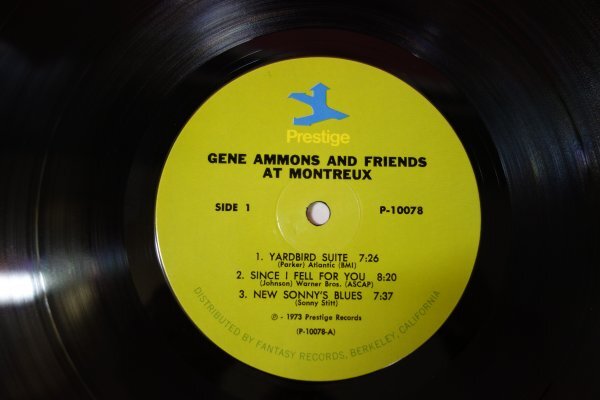 Prestige
GENE AMMONS AND FRIENDS
AT MONTREUX
SIDE 1 P-10078
1. YARDBIRD SUITE 7:26
(Parker) Atlantic (BMI)
2. SINCE I FELL FOR YOU 8:20
(Johnson) Warner Bros. (ASCAP)
3. NEW SONNY'S BLUES 7:37
(Sonny Stitt)
℗ - 1973 Prestige Records
(P-10078-A)
DISTRIBUTED BY FANTASY RECORDS, BERKELEY, CALIFORNIA